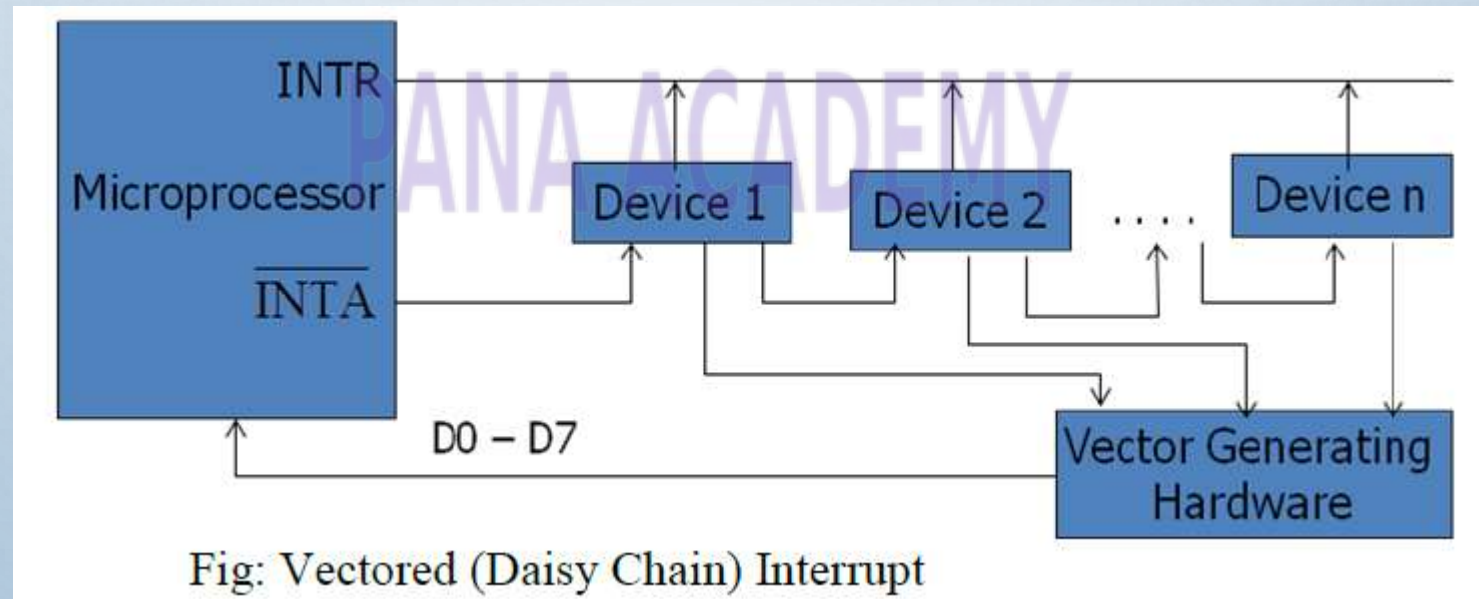 INTR
PANA ACADEMY
Microprocessor
Device 1
Device 2
. . . .
Device n
INTA
D0 – D7
Vector Generating
Hardware
Fig: Vectored (Daisy Chain) Interrupt